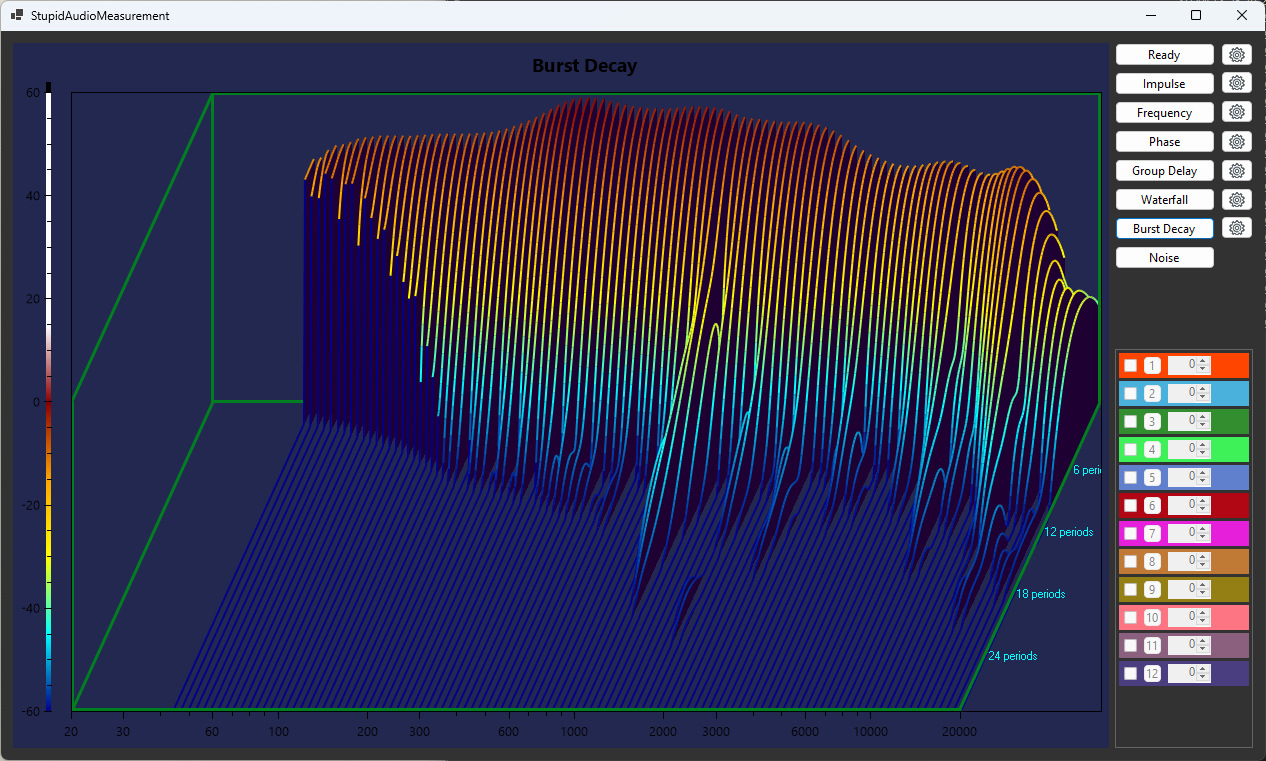 StupidAudioMeasurement
Burst Decay
60
40
20
0
-20
-40
-60
20 30 60 100 200 300 600 1000 2000 3000 6000 10000 20000
6 peri
12 periods
18 periods
24 periods
Ready
Impulse
Frequency
Phase
Group Delay
Waterfall
Burst Decay
Noise
1 0
2 0
3 0
4 0
5 0
6 0
7 0
8 0
9 0
10 0
11 0
12 0